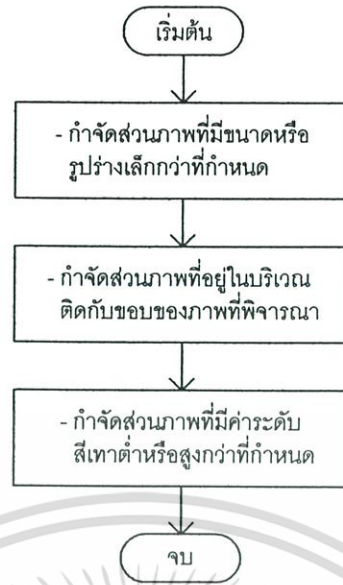 เริ่มต้น
- กำจัดส่วนภาพที่มีขนาดหรือ
รูปร่างเล็กกว่าที่กำหนด
- กำจัดส่วนภาพที่อยู่ในบริเวณ
ติดกับขอบของภาพที่พิจารณา
- กำจัดส่วนภาพที่มีค่าระดับ
สีเทาต่ำหรือสูงกว่าที่กำหนด
จบ